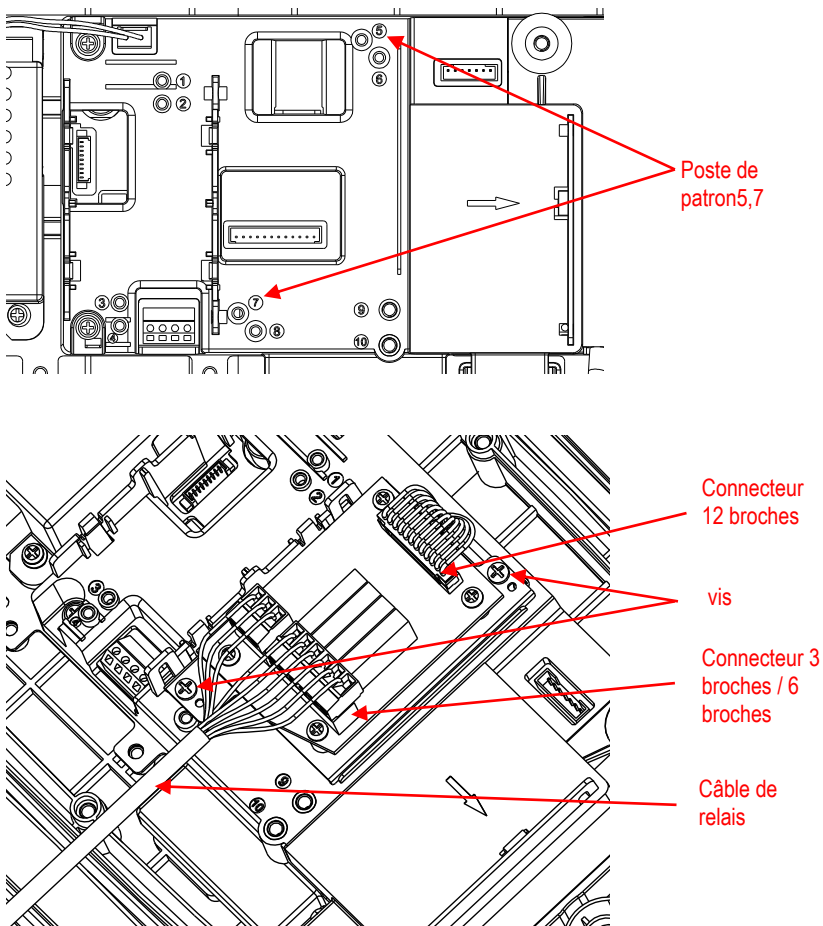 ⑤
⑥
①
②
Poste de
patron5,7
③
⑦
④
⑧
⑨
⑩
Connecteur
12 broches
①
②
vis
③
Connecteur 3
broches / 6
broches
⑨
⑩
Câble de
relais